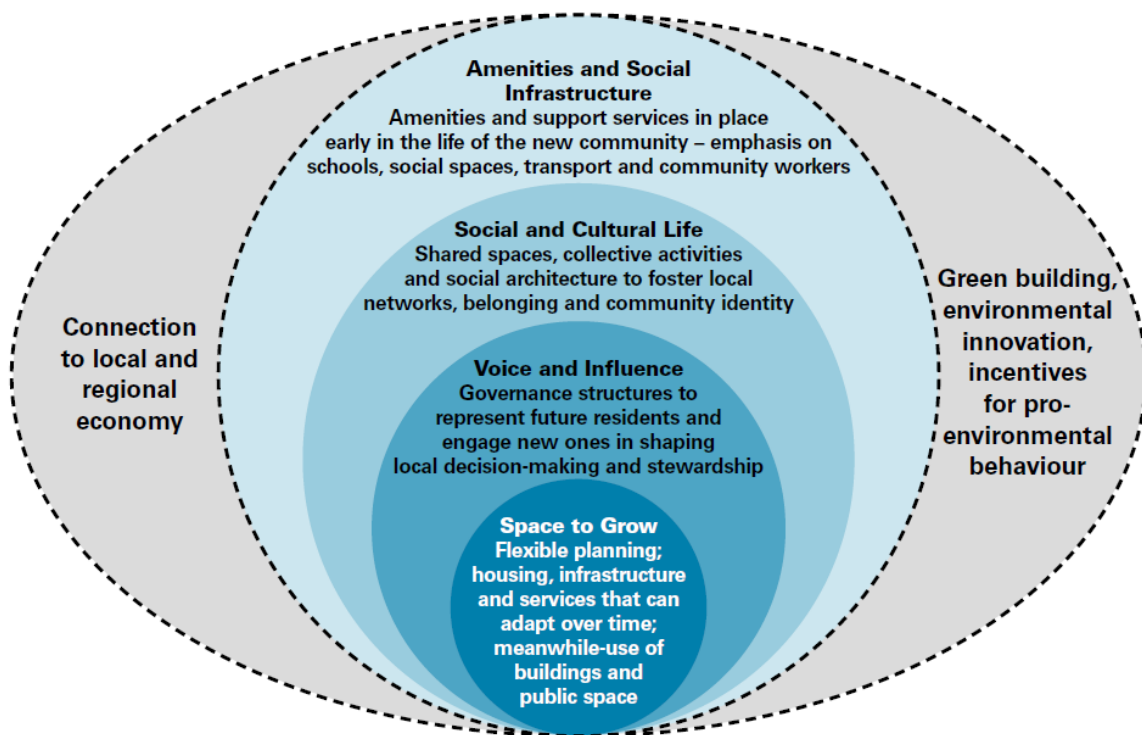 Amenities and Social
Infrastructure
Amenities and support services in place
early in the life of the new community – emphasis on
schools, social spaces, transport and community workers
Social and Cultural Life
Shared spaces, collective activities
and social architecture to foster local
networks, belonging and community identity
Connection
to local and
regional
economy
Green building,
environmental
innovation,
incentives
for pro-
environmental
behaviour
Voice and Influence
Governance structures to
represent future residents and
engage new ones in shaping
local decision-making and stewardship
Space to Grow
Flexible planning;
housing, infrastructure
and services that can
adapt over time;
meanwhile-use of
buildings and
public space